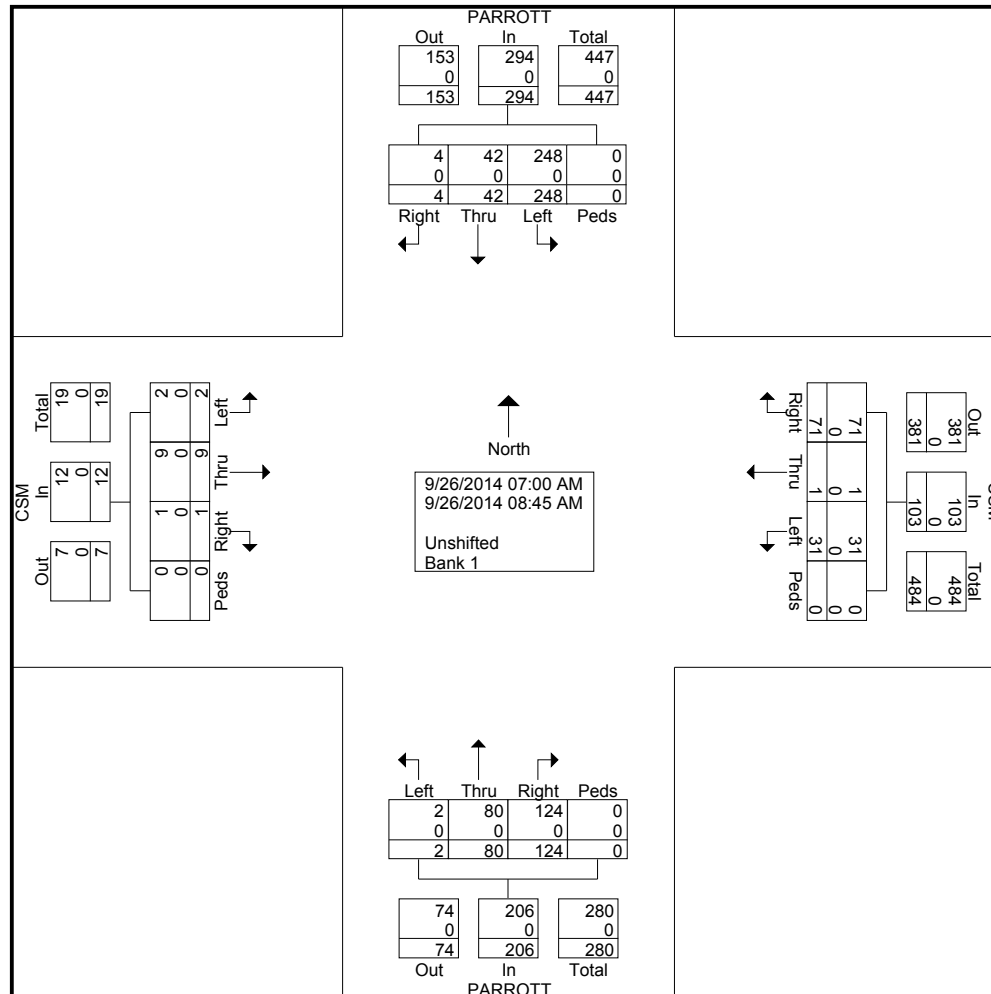 PARROTT
Out In Total
153 294 447
0 0 0
153 294 447
4 42 248 0
0 0 0 0
4 42 248 0
Right Thru Left Peds
CSM
Total In Out
19 12 7
0 0 0
19 12 7
2 9 1 0
0 0 0 0
2 9 1 0
Left Thru Right Peds
North
9/26/2014 07:00 AM
9/26/2014 08:45 AM
Unshifted
Bank 1
Right Thru Left Peds
71 1 31 0
0 0 0 0
71 1 31 0
Out In Total
381 103 484
0 0 0
381 103 484
Left Thru Right Peds
2 80 124 0
0 0 0 0
2 80 124 0
74 206 280
0 0 0
74 206 280
Out In Total
PARROTT